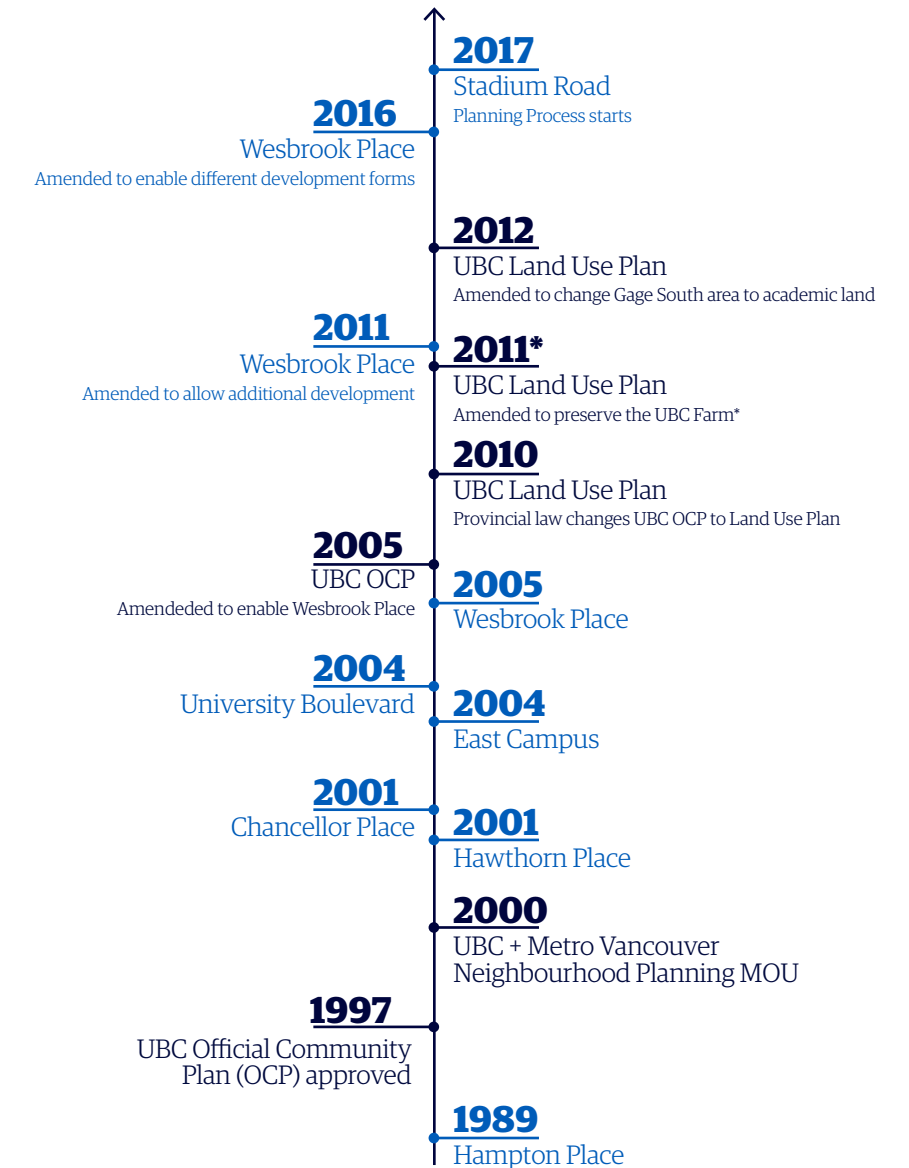 2017
Stadium Road
Planning Process starts
2016
Wesbrook Place
Amended to enable different development forms
2012
UBC Land Use Plan
Amended to change Gage South area to academic land
2011
Wesbrook Place
Amended to allow additional development
2011*
UBC Land Use Plan
Amended to preserve the UBC Farm*
2010
UBC Land Use Plan
Provincial law changes UBC OCP to Land Use Plan
2005
UBC OCP
Amendeded to enable Wesbrook Place
2005
Wesbrook Place
2004
University Boulevard
2004
East Campus
2001
Chancellor Place
2001
Hawthorn Place
2000
UBC + Metro Vancouver
Neighbourhood Planning MOU
1997
UBC Official Community
Plan (OCP) approved
1989
Hampton Place